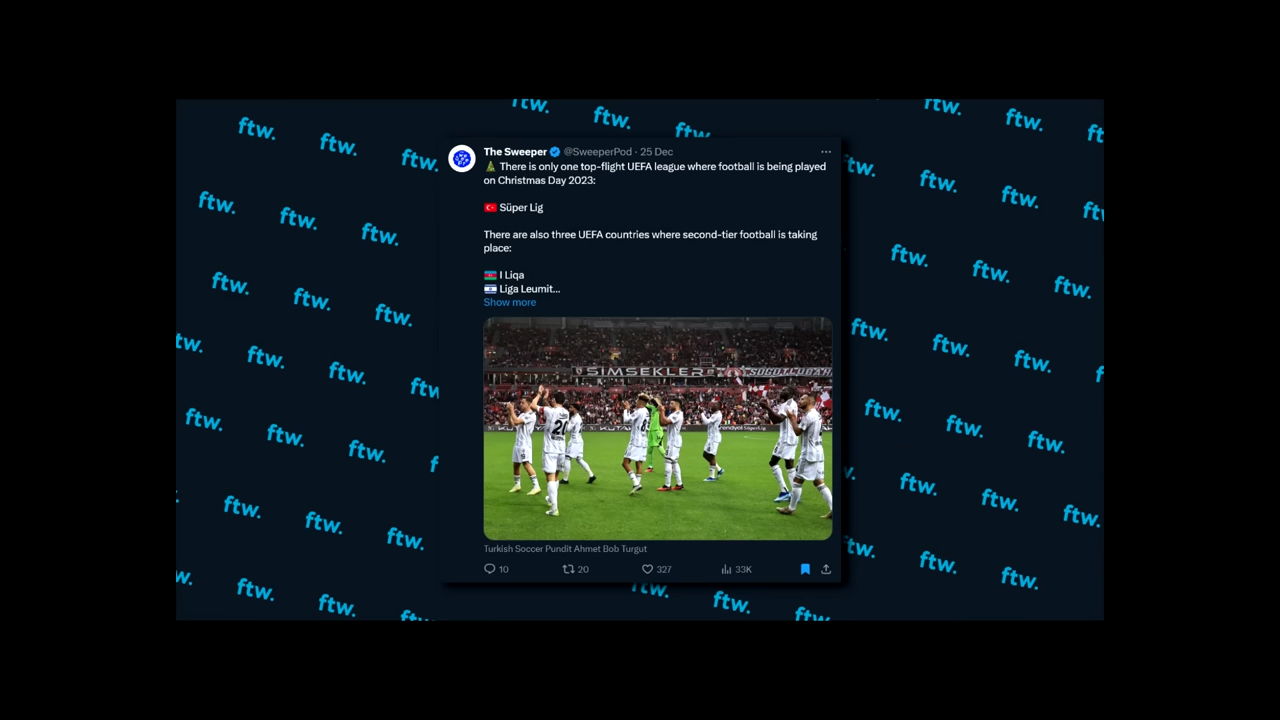 The Sweeper @SweeperPod · 25 Dec
There is only one top-flight UEFA league where football is being played
on Christmas Day 2023:
Süper Lig
There are also three UEFA countries where second-tier football is taking
place:
I Liqa
Liga Leumit...
Show more
SIMSEKLER
Turkish Soccer Pundit Ahmet Bob Turgut
10 20 327 33K
ftw.